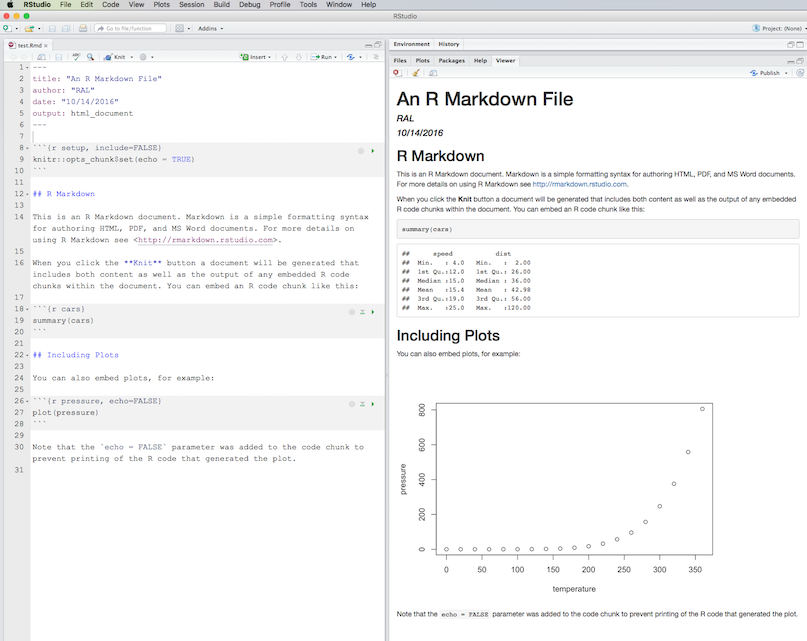 RStudio File Edit Code View Plots Session Build Debug Profile Tools Window Help
RStudio
Go to file/function Addins Project: (None)
test.Rmd
Knit Insert Run
1 ---
2 title: "An R Markdown File"
3 author: "RAL"
4 date: "10/14/2016"
5 output: html_document
6 ---
7
8 ```{r setup, include=FALSE}
9 knitr::opts_chunk$set(echo = TRUE)
10 ```
11
12 ## R Markdown
13
14 This is an R Markdown document. Markdown is a simple formatting syntax
for authoring HTML, PDF, and MS Word documents. For more details on
using R Markdown see <http://rmarkdown.rstudio.com>.
15
16 When you click the **Knit** button a document will be generated that
includes both content as well as the output of any embedded R code
chunks within the document. You can embed an R code chunk like this:
17
18 ```{r cars}
19 summary(cars)
20 ```
21
22 ## Including Plots
23
24 You can also embed plots, for example:
25
26 ```{r pressure, echo=FALSE}
27 plot(pressure)
28 ```
29
30 Note that the `echo = FALSE` parameter was added to the code chunk to
prevent printing of the R code that generated the plot.
31
Environment History
Files Plots Packages Help Viewer
Publish
An R Markdown File
RAL
10/14/2016
R Markdown
This is an R Markdown document. Markdown is a simple formatting syntax for authoring HTML, PDF, and MS Word documents.
For more details on using R Markdown see http://rmarkdown.rstudio.com.
When you click the Knit button a document will be generated that includes both content as well as the output of any embedded
R code chunks within the document. You can embed an R code chunk like this:
summary(cars)
## speed dist
## Min. : 4.0 Min. : 2.00
## 1st Qu.:12.0 1st Qu.: 26.00
## Median :15.0 Median : 36.00
## Mean :15.4 Mean : 42.98
## 3rd Qu.:19.0 3rd Qu.: 56.00
## Max. :25.0 Max. :120.00
Including Plots
You can also embed plots, for example:
800
600
400
200
0
pressure
0 50 100 150 200 250 300 350
temperature
Note that the echo = FALSE parameter was added to the code chunk to prevent printing of the R code that generated the plot.